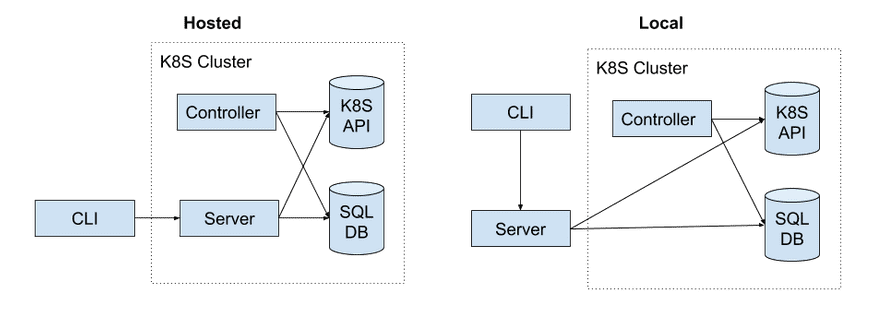 Hosted
K8S Cluster
Controller
K8S
API
CLI
Server
SQL
DB
Local
K8S Cluster
CLI
Controller
K8S
API
Server
SQL
DB